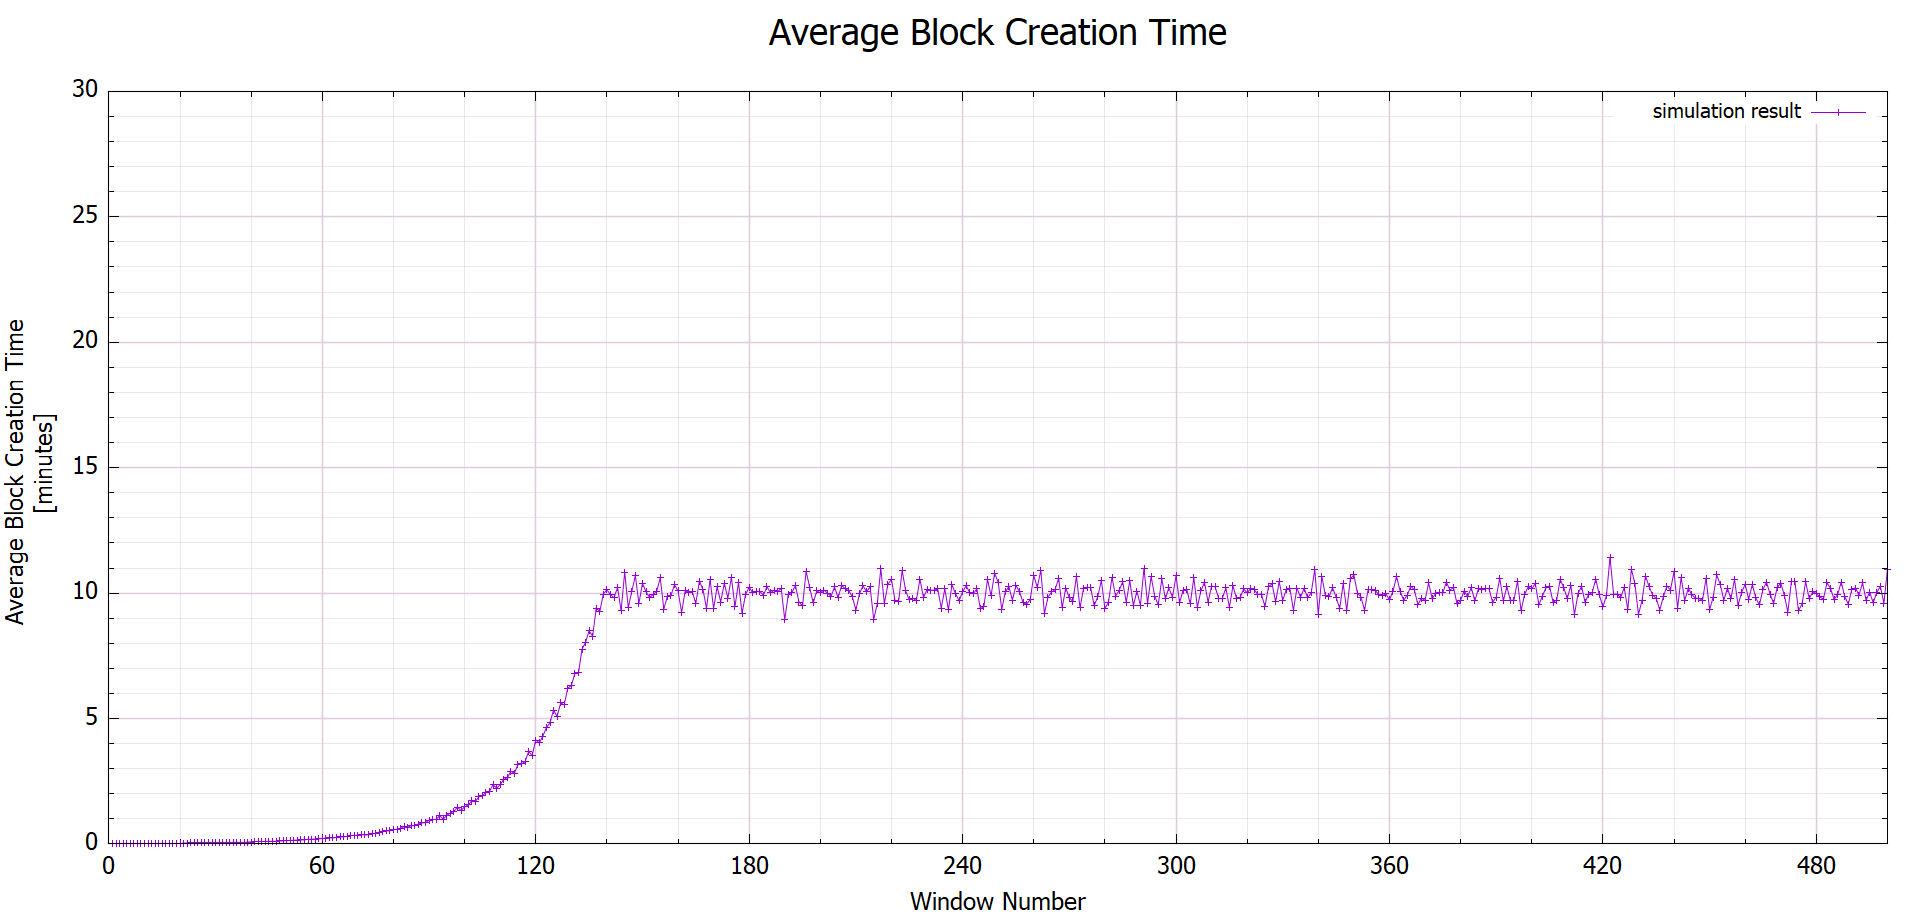 Average Block Creation Time
simulation result
30
25
20
15
10
5
0
Average Block Creation Time
[minutes]
0 60 120 180 240 300 360 420 480
Window Number